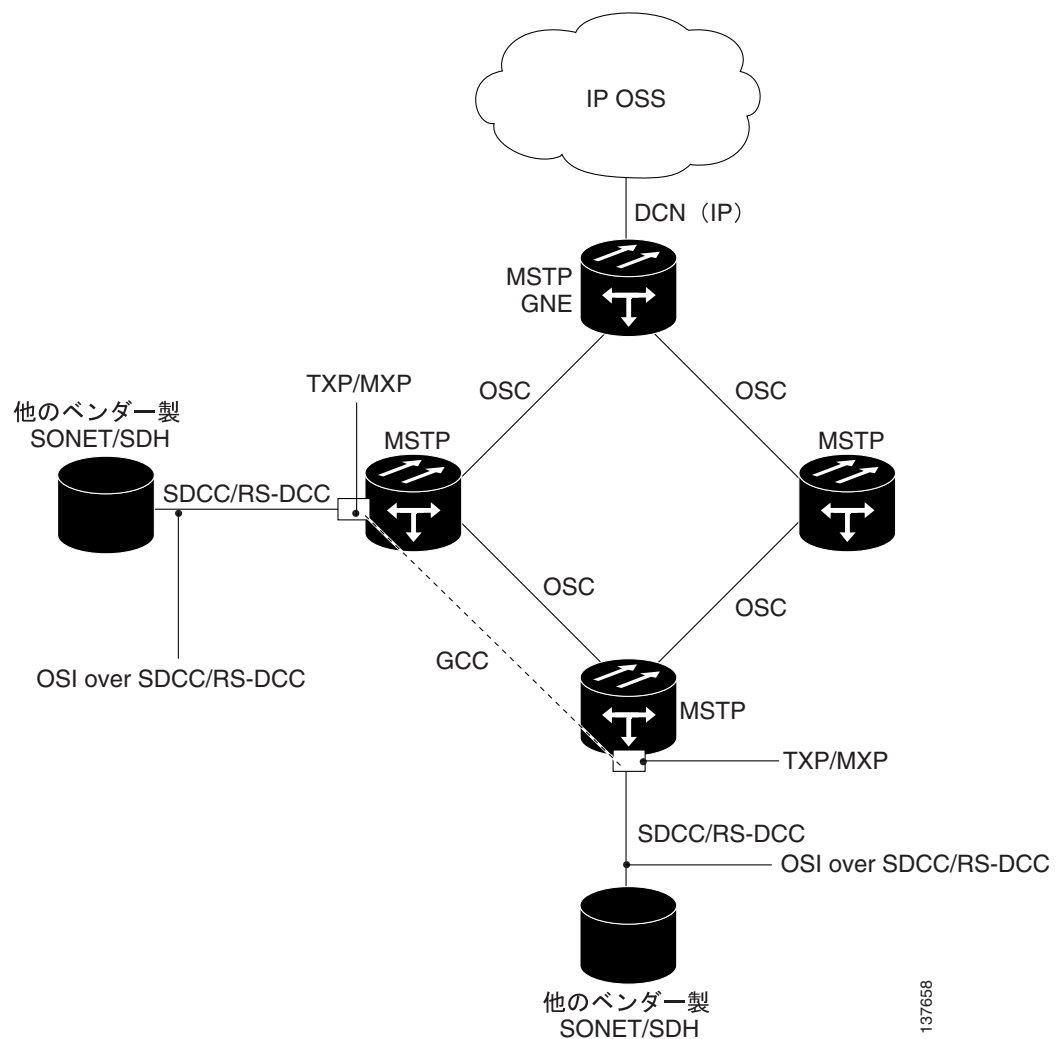 IP OSS
DCN（IP）
MSTP
GNE
OSC
OSC
TXP/MXP
他のベンダー製
SONET/SDH
MSTP
MSTP
SDCC/RS-DCC
OSC
OSC
GCC
OSI over SDCC/RS-DCC
MSTP
TXP/MXP
SDCC/RS-DCC
OSI over SDCC/RS-DCC
他のベンダー製
SONET/SDH
137658